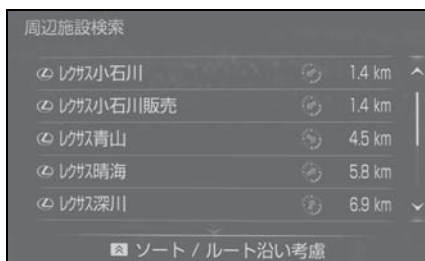 周辺施設検索
レクサス小石川 1.4 km
レクサス小石川販売 1.4 km
レクサス青山 4.5 km
レクサス晴海 5.8 km
レクサス深川 6.9 km
ソート / ルート沿い考慮